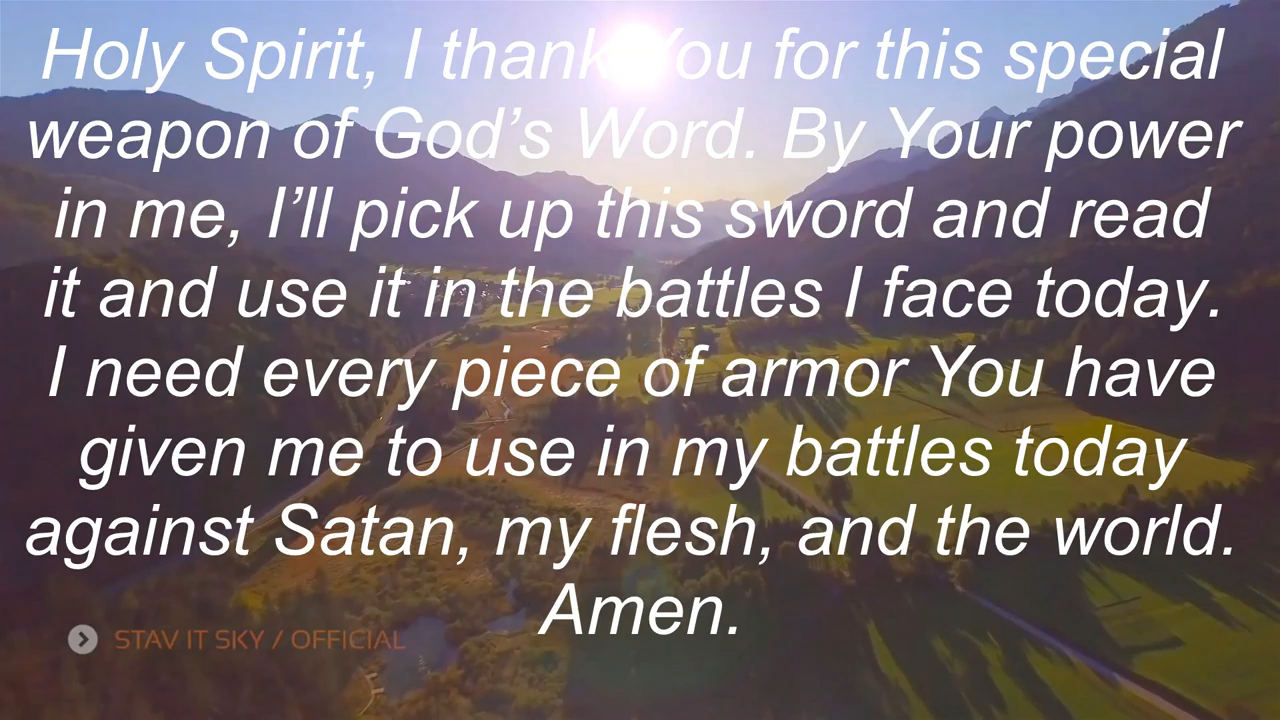 Holy Spirit, I thank You for this special
weapon of God’s Word. By Your power
in me, I’ll pick up this sword and read
it and use it in the battles I face today.
I need every piece of armor You have
given me to use in my battles today
against Satan, my flesh, and the world.
Amen.
STAV IT SKY / OFFICIAL